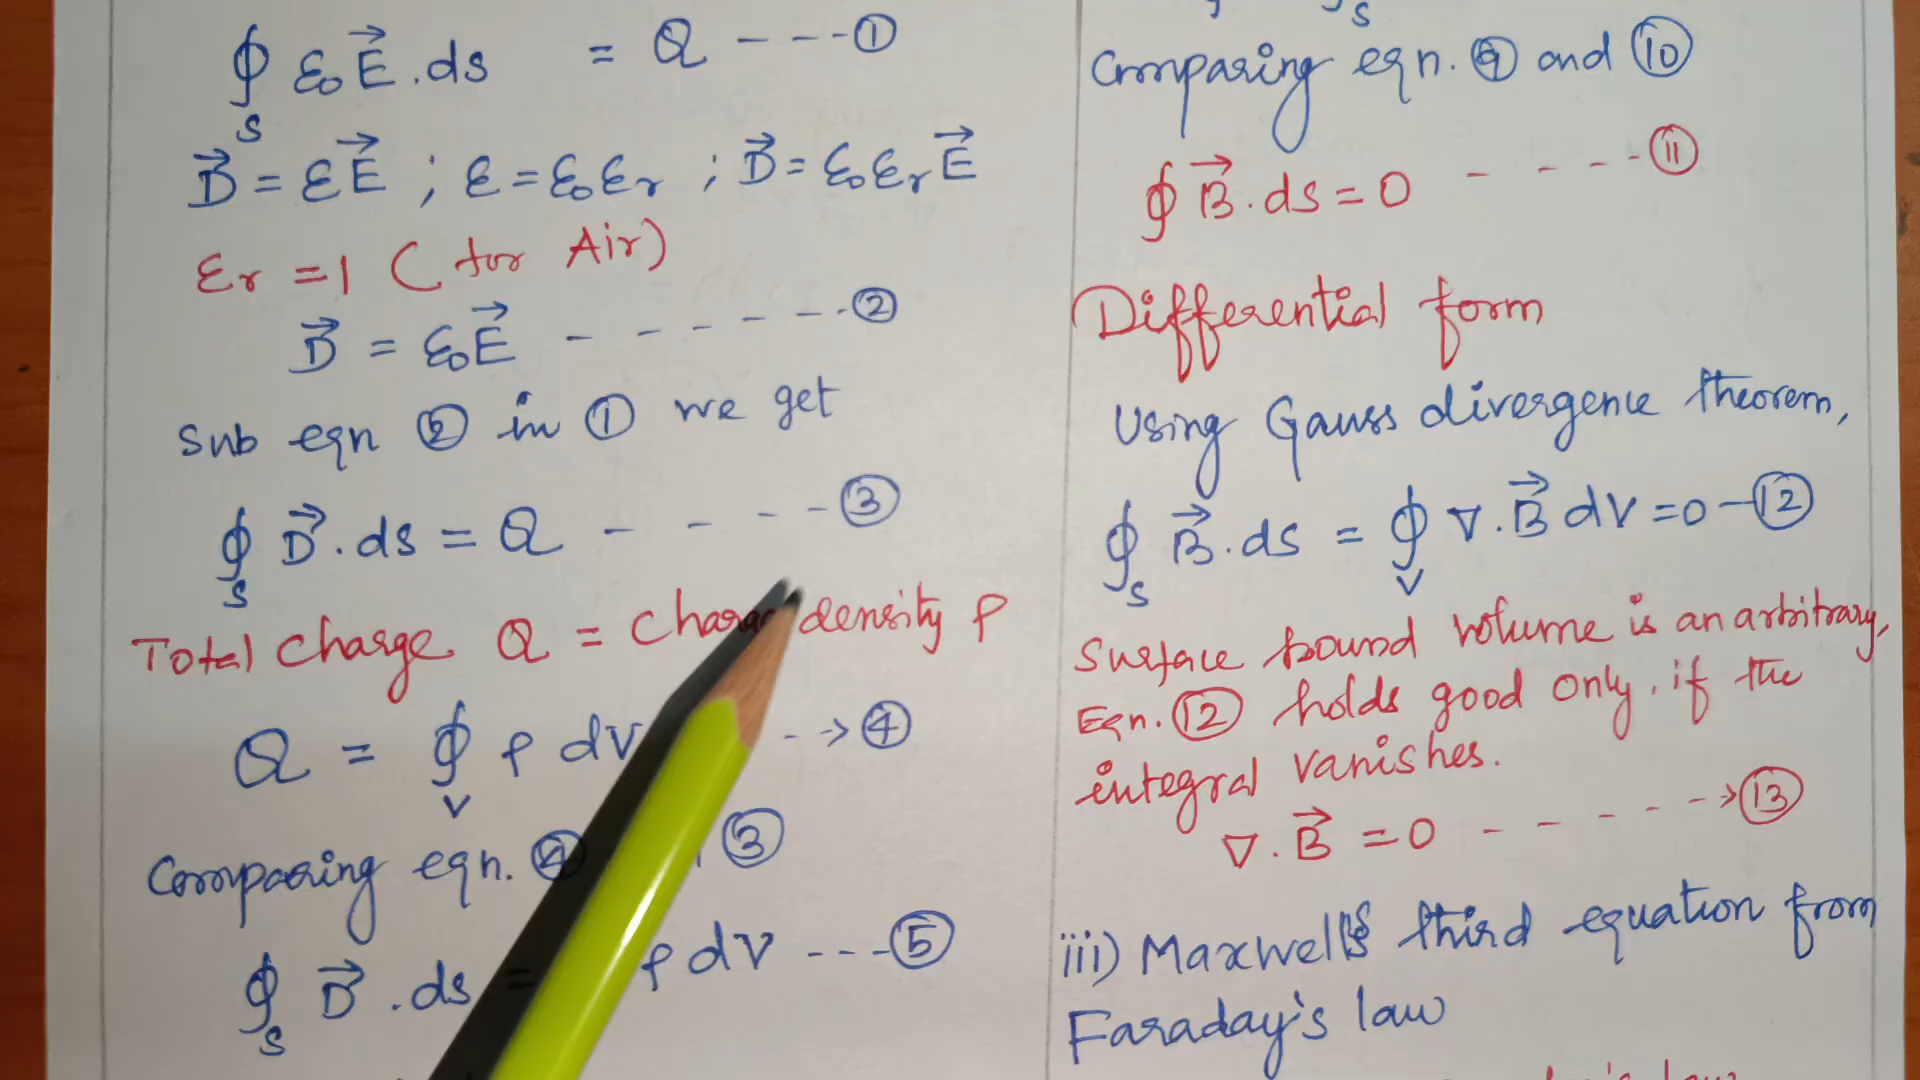 ∮S ε₀E⃗.ds = Q - - - - ①
D⃗ = εE⃗ ; ε = ε₀εr ; D⃗ = ε₀εrE⃗
εr = 1 (for Air)
D⃗ = ε₀E⃗ - - - - - - ②
Sub eqn ② in ① we get
∮S D⃗.ds = Q - - - - ③
Total charge Q = charge density ρ
Q = ∮V ρ dV - -> ④
Comparing eqn. ④ ③
∮S D⃗.ds = ρ dV - - - ⑤
S
Comparing eqn. ⑨ and ⑩
∮ B⃗.ds = 0 - - - - ⑪
Differential form
Using Gauss divergence theorem,
∮S B⃗.ds = ∮V ∇.B⃗ dV = 0 - ⑫
Surface bound volume is an arbitrary,
Eqn. ⑫ holds good only, if the
integral vanishes.
∇.B⃗ = 0 - - - - - -> ⑬
iii) Maxwell's third equation from
Faraday's law